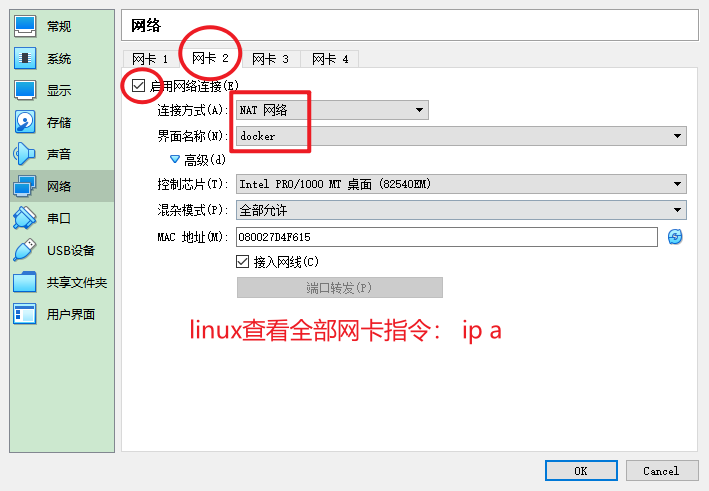 常规
系统
显示
存储
声音
网络
串口
USB设备
共享文件夹
用户界面
网络
网卡 1 网卡 2 网卡 3 网卡 4
启用网络连接(E)
连接方式(A): NAT 网络
界面名称(N): docker
高级(d)
控制芯片(T): Intel PRO/1000 MT 桌面 (82540EM)
混杂模式(P): 全部允许
MAC 地址(M): 080027D4F615
接入网线(C)
端口转发(P)
linux查看全部网卡指令： ip a
OK Cancel